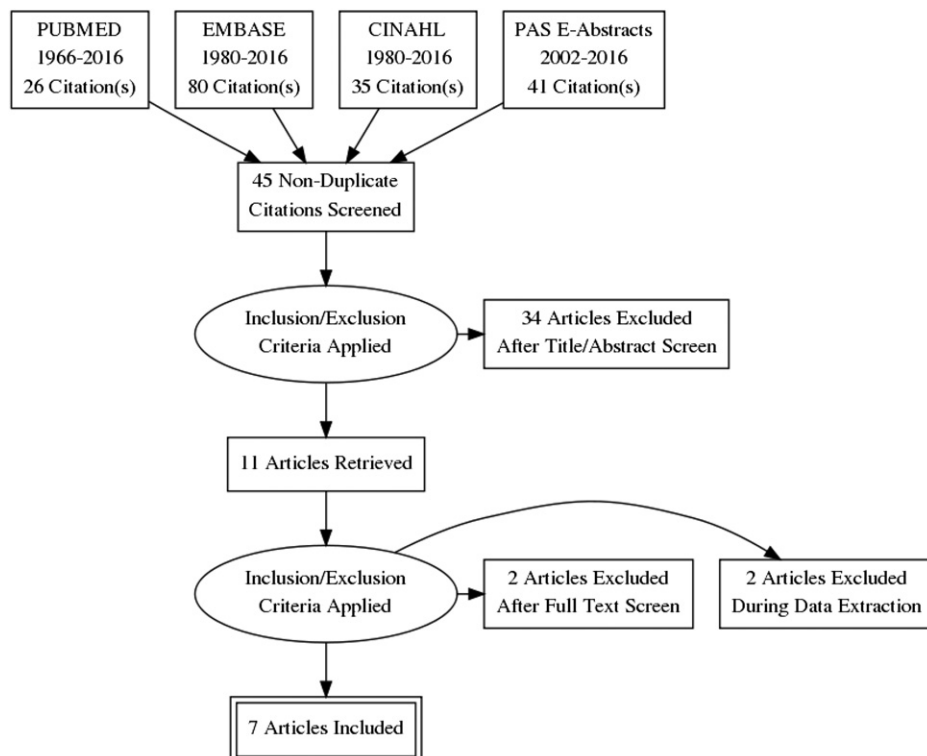 PUBMED
1966-2016
26 Citation(s)
EMBASE
1980-2016
80 Citation(s)
CINAHL
1980-2016
35 Citation(s)
PAS E-Abstracts
2002-2016
41 Citation(s)
45 Non-Duplicate
Citations Screened
Inclusion/Exclusion
Criteria Applied
34 Articles Excluded
After Title/Abstract Screen
11 Articles Retrieved
Inclusion/Exclusion
Criteria Applied
2 Articles Excluded
After Full Text Screen
2 Articles Excluded
During Data Extraction
7 Articles Included